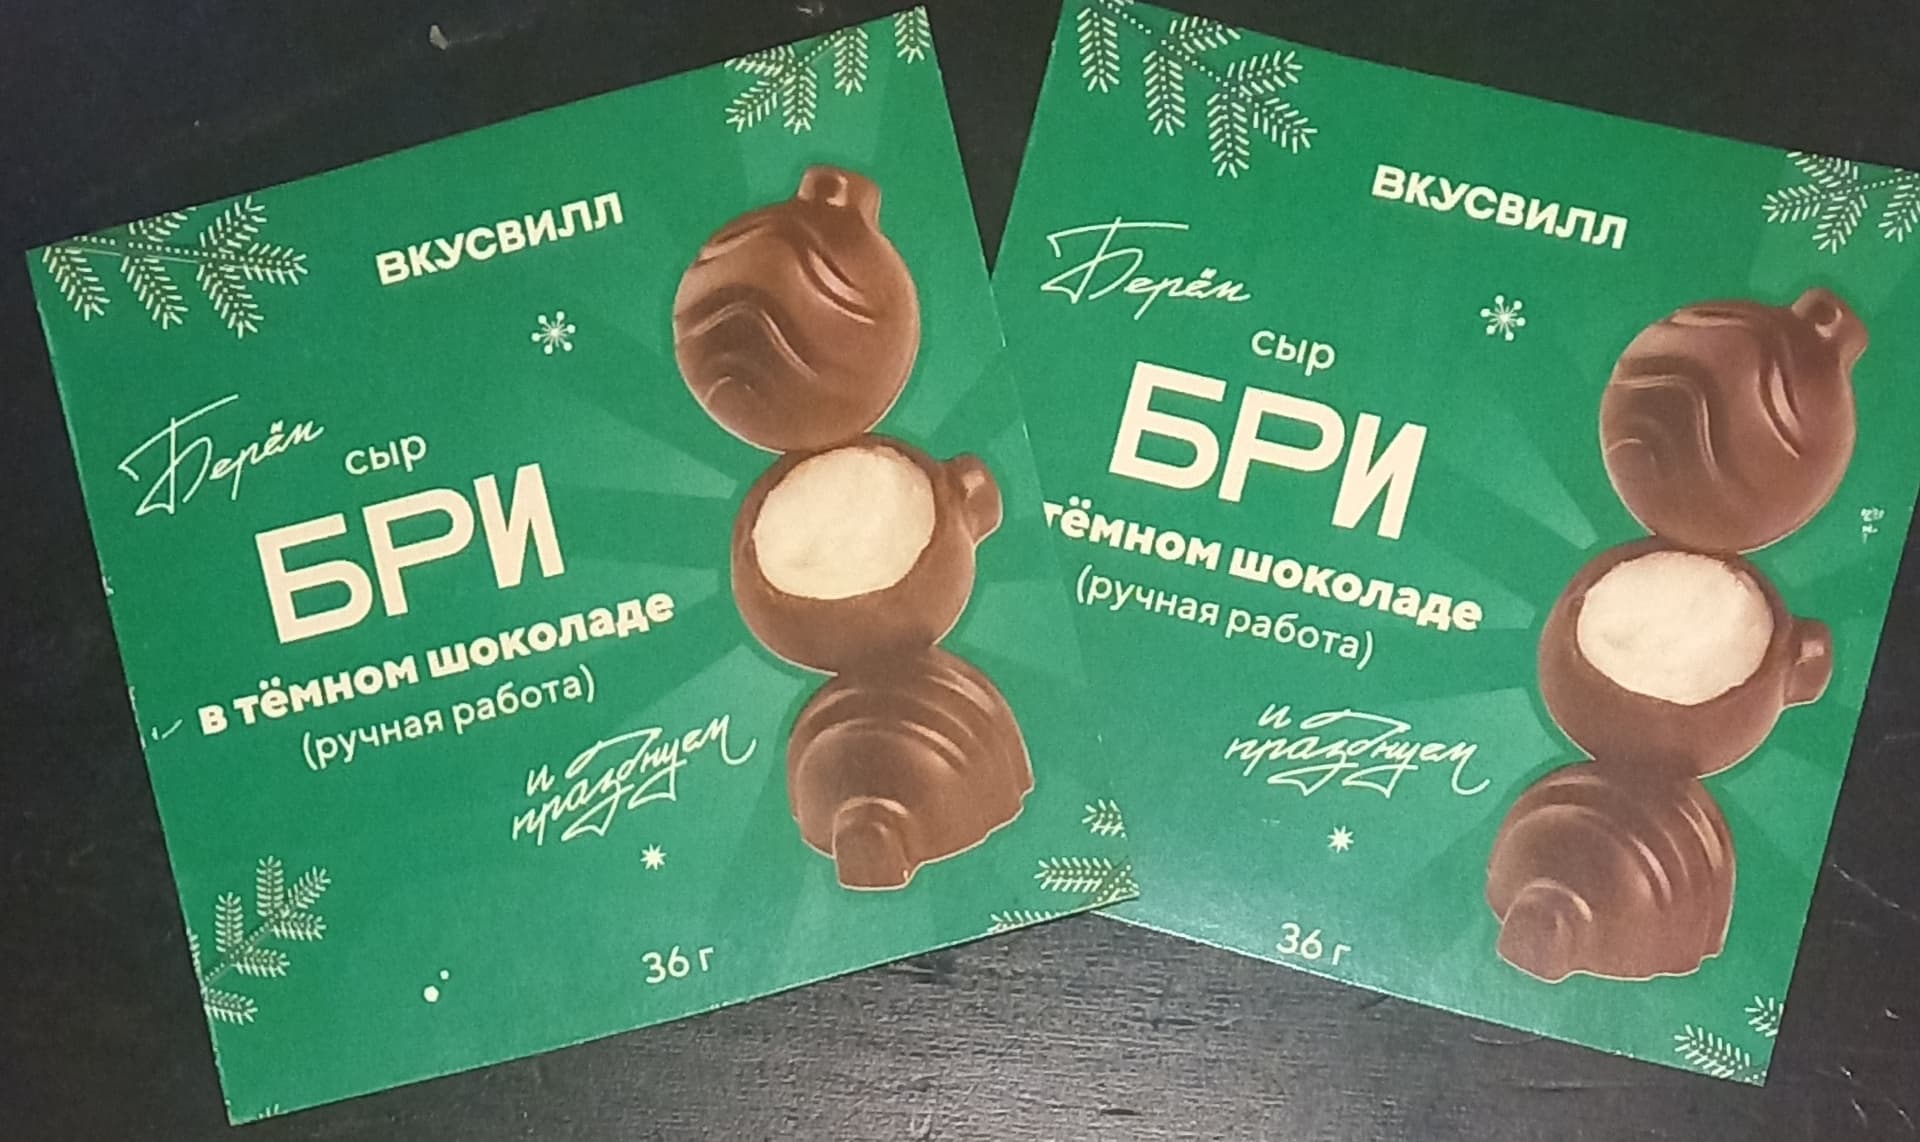 ВКУСВИЛЛ
Берём
сыр
БРИ
в тёмном шоколаде
(ручная работа)
и
празднуем
36 г
ВКУСВИЛЛ
Берём
сыр
БРИ
тёмном шоколаде
(ручная работа)
и
празднуем
36 г